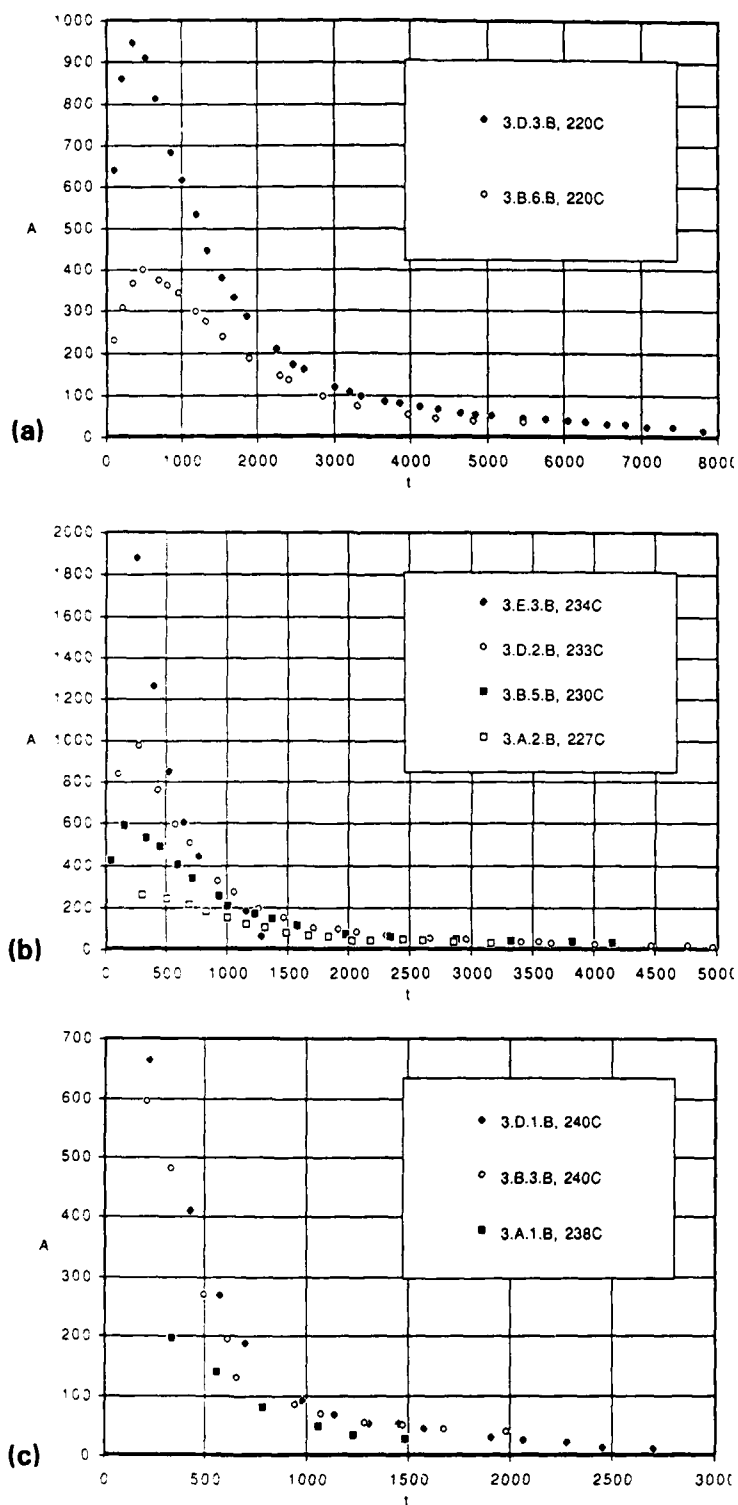 1000
900
800
700
3.D.3.B, 220C
600
3.B.6.B, 220C
A
500
400
300
200
100
(a)
0
0 1000 2000 3000 4000 5000 6000 7000 8000
t
2000
1800
1600
3.E.3.B, 234C
1400
3.D.2.B, 233C
1200
3.B.5.B, 230C
A
1000
3.A.2.B, 227C
800
600
400
200
(b)
0
0 500 1000 1500 2000 2500 3000 3500 4000 4500 5000
t
700
600
3.D.1.B, 240C
500
3.B.3.B, 240C
400
3.A.1.B, 238C
A
300
200
100
(c)
0
0 500 1000 1500 2000 2500 3000
t